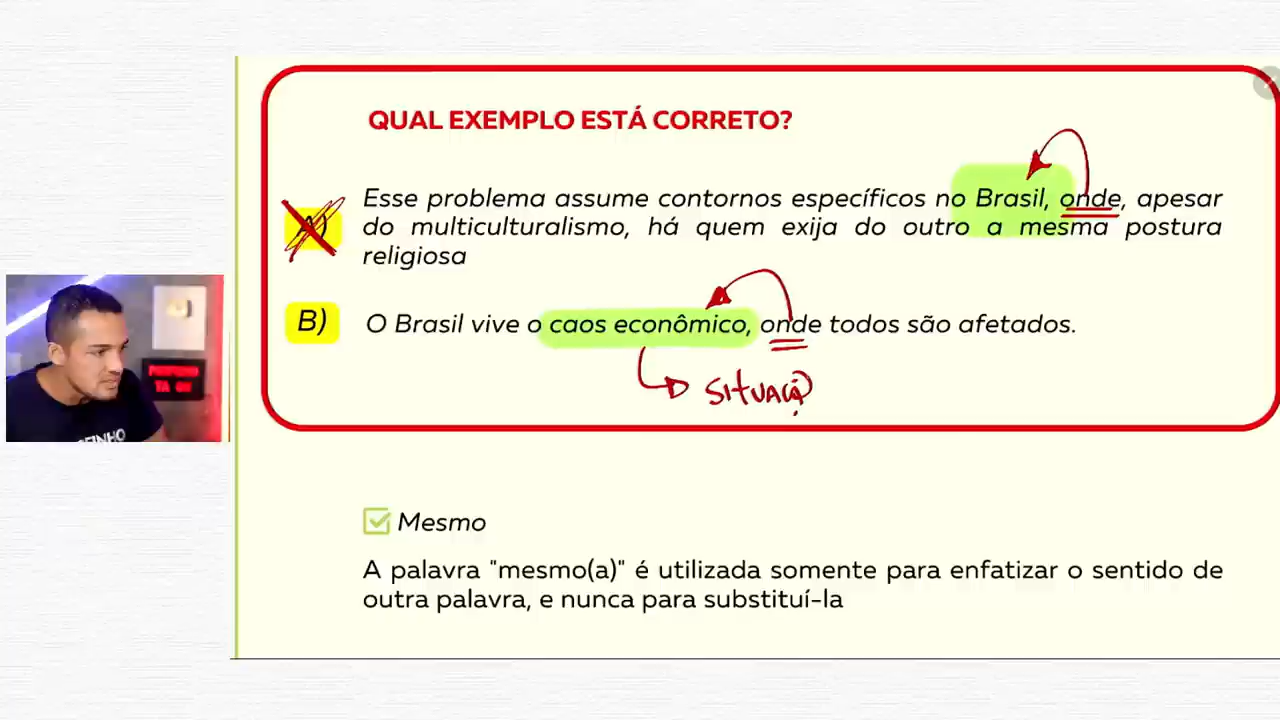 QUAL EXEMPLO ESTÁ CORRETO?
A)
Esse problema assume contornos específicos no Brasil, onde, apesar
do multiculturalismo, há quem exija do outro a mesma postura
religiosa
B)
O Brasil vive o caos econômico, onde todos são afetados.
SITUAÇÃ
Mesmo
A palavra "mesmo(a)" é utilizada somente para enfatizar o sentido de
outra palavra, e nunca para substituí-la